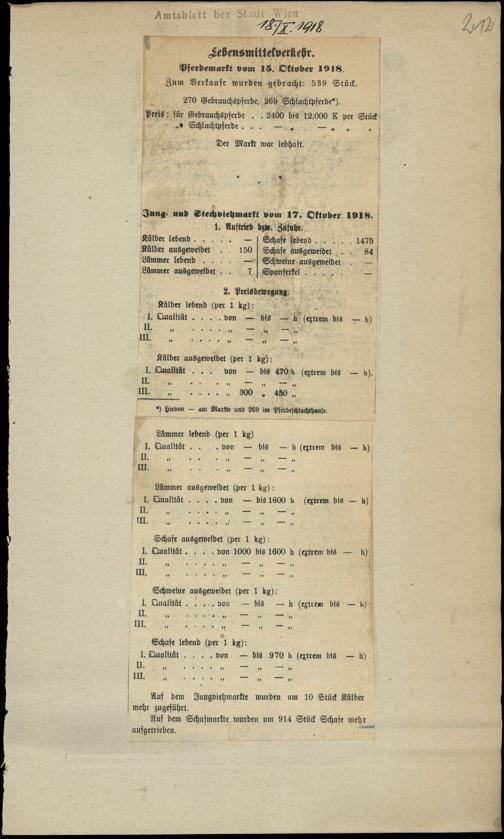 Amtsblatt der Stadt Wien
18/X. 1918
212
Lebensmittelverkehr.
Pferdemarkt vom 15. Oktober 1918.
Zum Verkaufe wurden gebracht: 539 Stück.
270 Gebrauchspferde, 269 Schlachtpferde*).
Preis: für Gebrauchspferde . . 2400 bis 12.000 K per Stück
„ Schlachtpferde . . . — „ — „ „ „
Der Markt war lebhaft.
* * *
Jung- und Stechviehmarkt vom 17. Oktober 1918.
1. Auftrieb bzw. Zufuhr.
Kälber lebend . . . . . — | Schafe lebend . . . . . 1475
Kälber ausgeweidet . . 150 | Schafe ausgeweidet . . 84
Lämmer lebend . . . . — | Schweine ausgeweidet . —
Lämmer ausgeweidet . . 7 | Spanferkel . . . . . —
2. Preisbewegung:
Kälber lebend (per 1 kg):
I. Qualität . . . . von — bis — h (extrem bis — h)
II. „ . . . . „ — „ — „
III. „ . . . . „ — „ — „
Kälber ausgeweidet (per 1 kg):
I. Qualität . . . von — bis 470 h (extrem bis — h).
II. „ . . . . „ — „ — „
III. „ . . . . „ 300 „ 450 „
*) Hievon — am Markte und 269 im Pferdeschlachthause.
Lämmer lebend (per 1 kg)
I. Qualität . . . von — bis — h (extrem bis — h)
II. „ . . . . „ — „ — „
III. „ . . . . „ — „ — „
Lämmer ausgeweidet (per 1 kg):
I. Qualität . . . . von — bis 1600 h (extrem bis — h)
II. „ . . . . „ — „ — „
III. „ . . . . „ — „ — „
Schafe ausgeweidet (per 1 kg):
I. Qualität . . . . von 1000 bis 1600 h (extrem bis — h)
II. „ . . . . „ — „ — „
III. „ . . . . „ — „ — „
Schweine ausgeweidet (per 1 kg):
I. Qualität . . . . von — bis — h (extrem bis — h)
II. „ . . . . „ — „ — „
III. „ . . . . „ — „ — „
Schafe lebend (per 1 kg):
I. Qualität . . . . von — bis 970 h (extrem bis — h)
II. „ . . . . „ — „ — „
III. „ . . . . „ — „ — „
Auf dem Jungviehmarkte wurden um 10 Stück Kälber
mehr zugeführt.
Auf dem Schafmarkte wurden um 914 Stück Schafe mehr
aufgetrieben.